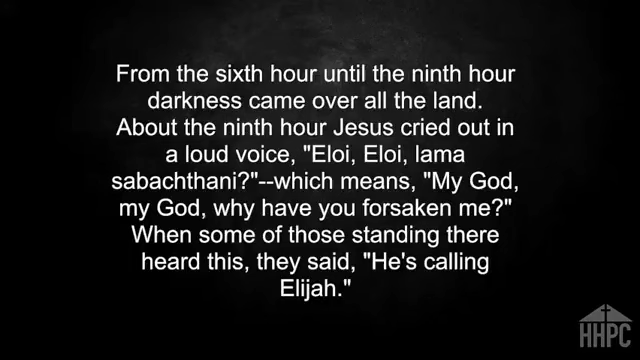 From the sixth hour until the ninth hour
darkness came over all the land.
About the ninth hour Jesus cried out in
a loud voice, "Eloi, Eloi, lama
sabachthani?"--which means, "My God,
my God, why have you forsaken me?"
When some of those standing there
heard this, they said, "He's calling
Elijah."
HHPC